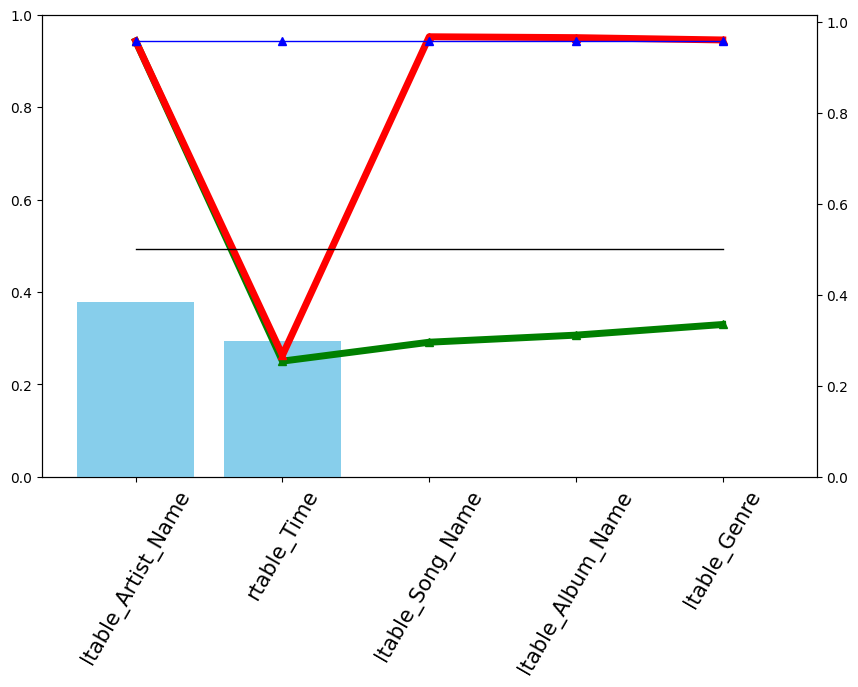 1.0
0.8
0.6
0.4
0.2
0.0
1.0
0.8
0.6
0.4
0.2
0.0
ltable_Artist_Name
rtable_Time
ltable_Song_Name
ltable_Album_Name
ltable_Genre